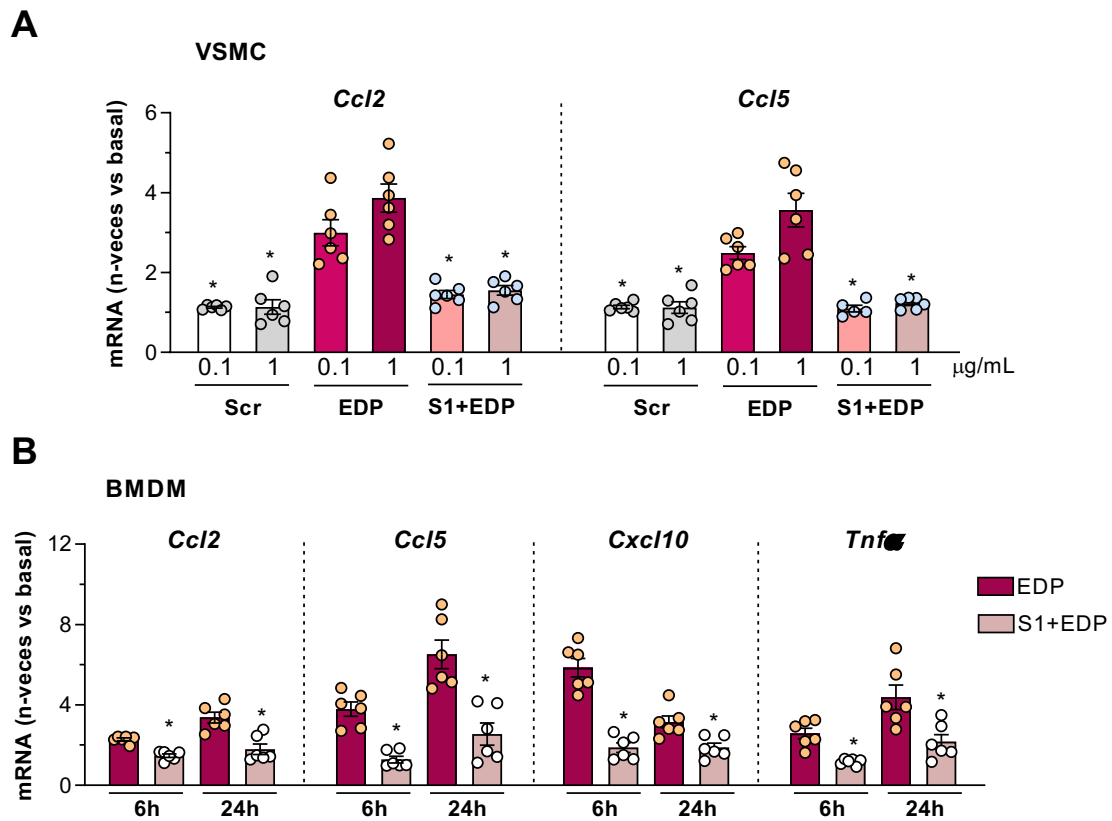 A
VSMC
Ccl2 Ccl5
mRNA (n-veces vs basal)
6
4
2
0
* * * * * * * *
0.1 1 0.1 1 0.1 1 0.1 1 0.1 1 0.1 1 μg/mL
Scr EDP S1+EDP Scr EDP S1+EDP
B
BMDM
Ccl2 Ccl5 Cxcl10 Tnf
mRNA (n-veces vs basal)
12
8
4
0
* * * * * * * *
EDP
S1+EDP
6h 24h 6h 24h 6h 24h 6h 24h